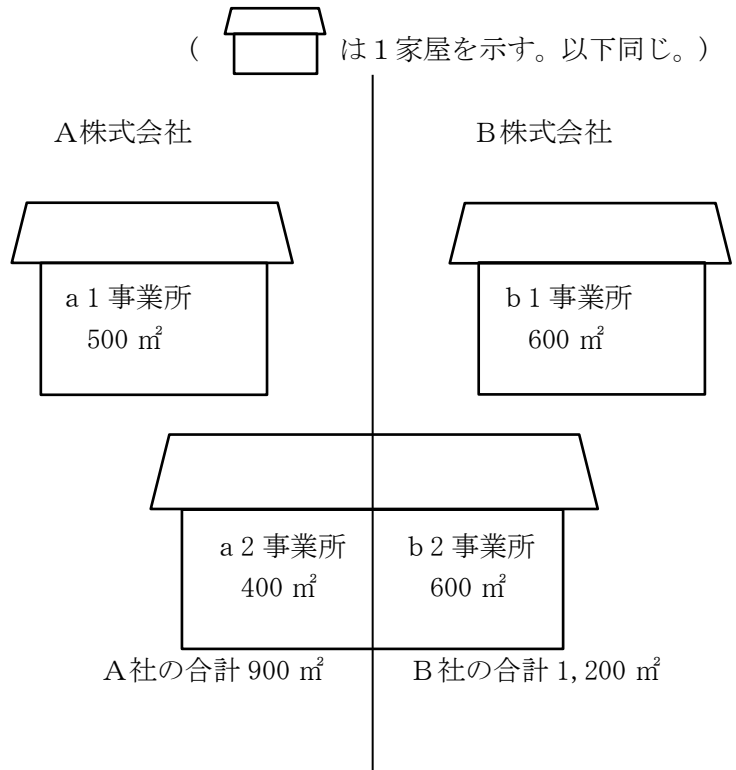 （ は１家屋を示す。以下同じ。）
Ａ株式会社
Ｂ株式会社
ａ１事業所
500 ㎡
ｂ１事業所
600 ㎡
ａ２事業所
400 ㎡
ｂ２事業所
600 ㎡
Ａ社の合計 900 ㎡
Ｂ社の合計 1,200 ㎡